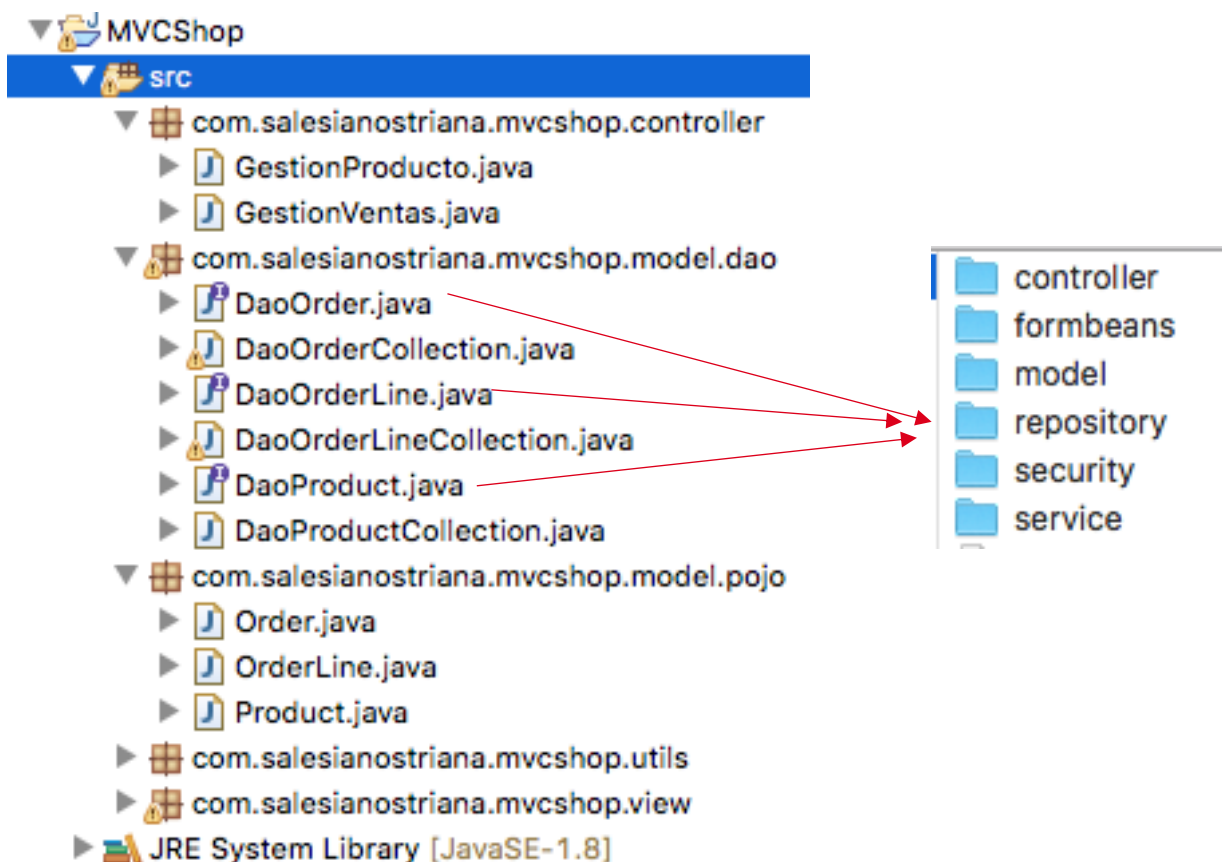 MVCShop
src
com.salesianostriana.mvcshop.controller
GestionProducto.java
GestionVentas.java
com.salesianostriana.mvcshop.model.dao
DaoOrder.java
DaoOrderCollection.java
DaoOrderLine.java
DaoOrderLineCollection.java
DaoProduct.java
DaoProductCollection.java
com.salesianostriana.mvcshop.model.pojo
Order.java
OrderLine.java
Product.java
com.salesianostriana.mvcshop.utils
com.salesianostriana.mvcshop.view
JRE System Library [JavaSE-1.8]
controller
formbeans
model
repository
security
service